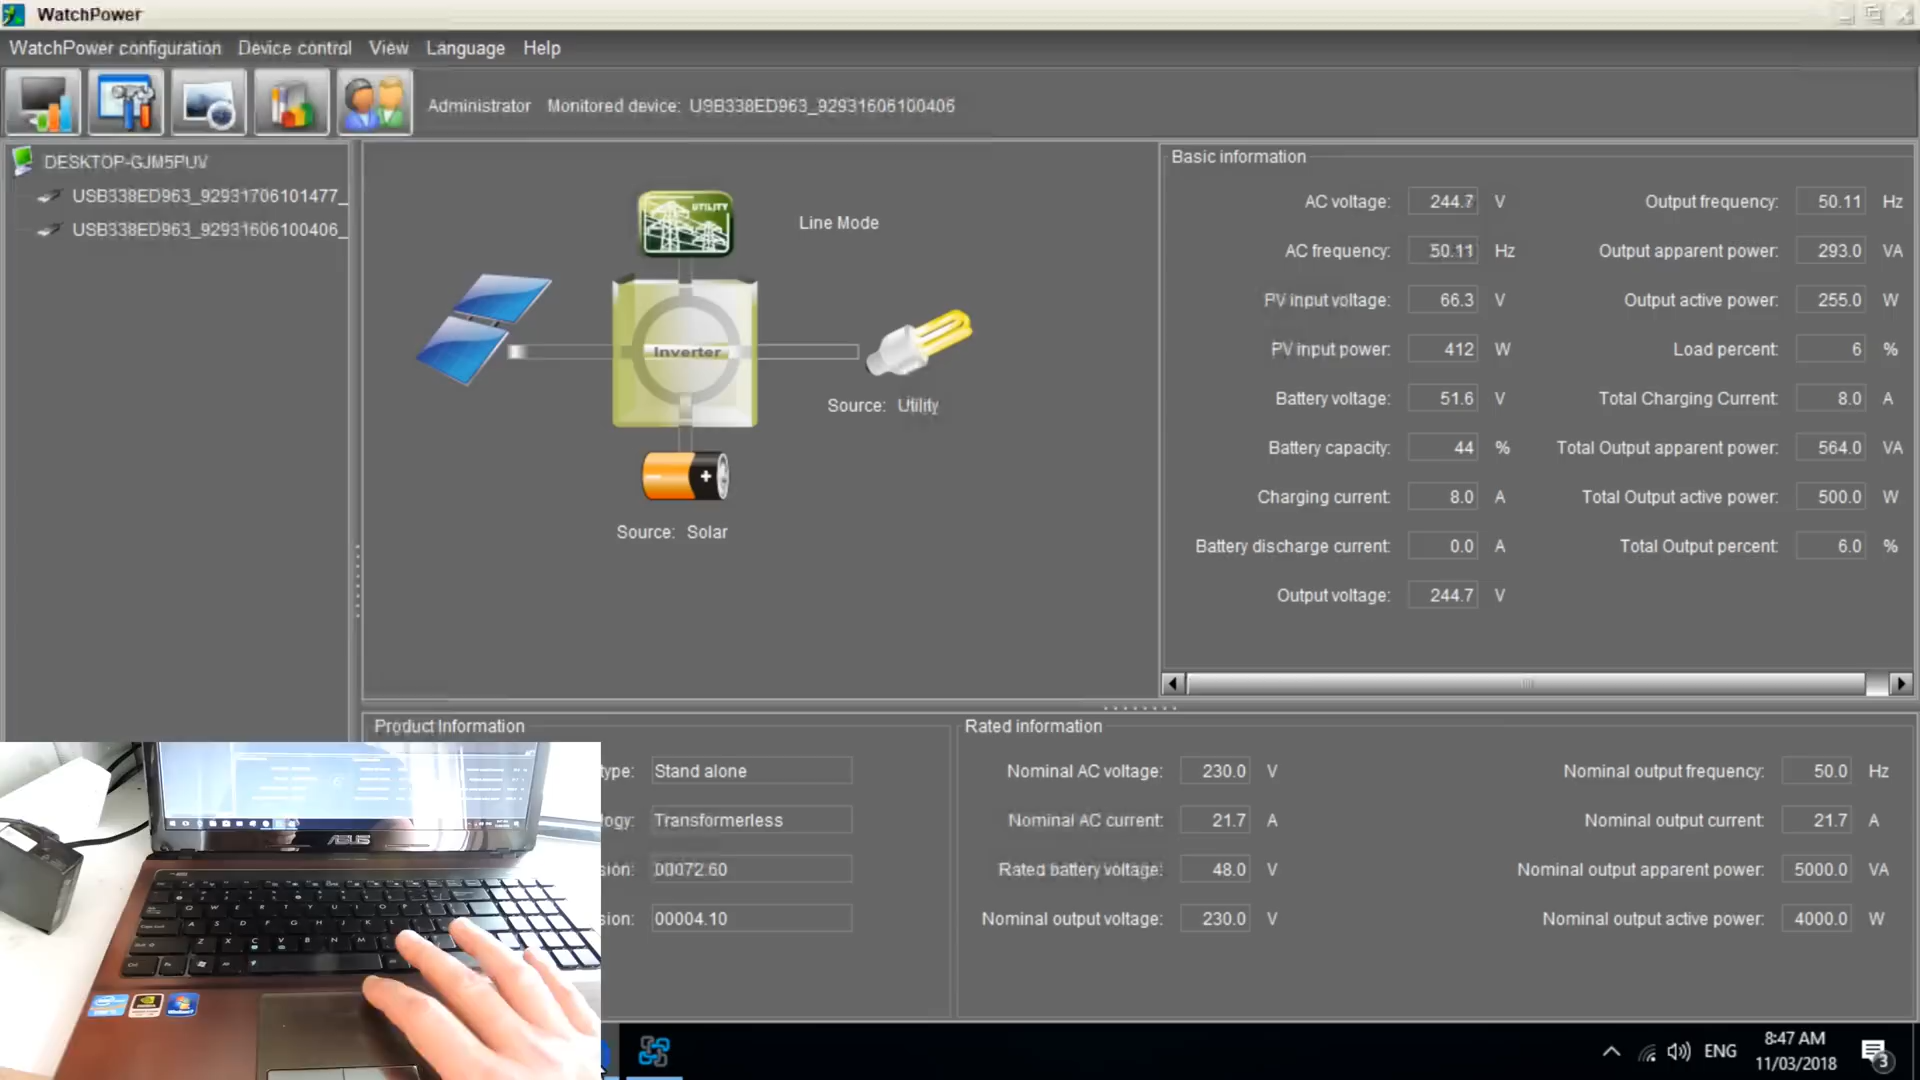 WatchPower
WatchPower configuration Device control View Language Help
Administrator Monitored device: USB338ED963_92931606100406
DESKTOP-GJM5PUV
USB338ED963_92931706101477_
USB338ED963_92931606100406_
UTILITY
Line Mode
Inverter
Source: Utility
Source: Solar
Basic information
AC voltage: 244.7 V Output frequency: 50.11 Hz
AC frequency: 50.11 Hz Output apparent power: 293.0 VA
PV input voltage: 66.3 V Output active power: 255.0 W
PV input power: 412 W Load percent: 6 %
Battery voltage: 51.6 V Total Charging Current: 8.0 A
Battery capacity: 44 % Total Output apparent power: 564.0 VA
Charging current: 8.0 A Total Output active power: 500.0 W
Battery discharge current: 0.0 A Total Output percent: 6.0 %
Output voltage: 244.7 V
Product Information
type: Stand alone
logy: Transformerless
sion: 00072.60
sion: 00004.10
Rated information
Nominal AC voltage: 230.0 V Nominal output frequency: 50.0 Hz
Nominal AC current: 21.7 A Nominal output current: 21.7 A
Rated battery voltage: 48.0 V Nominal output apparent power: 5000.0 VA
Nominal output voltage: 230.0 V Nominal output active power: 4000.0 W
ASUS
ENG 8:47 AM
11/03/2018 3